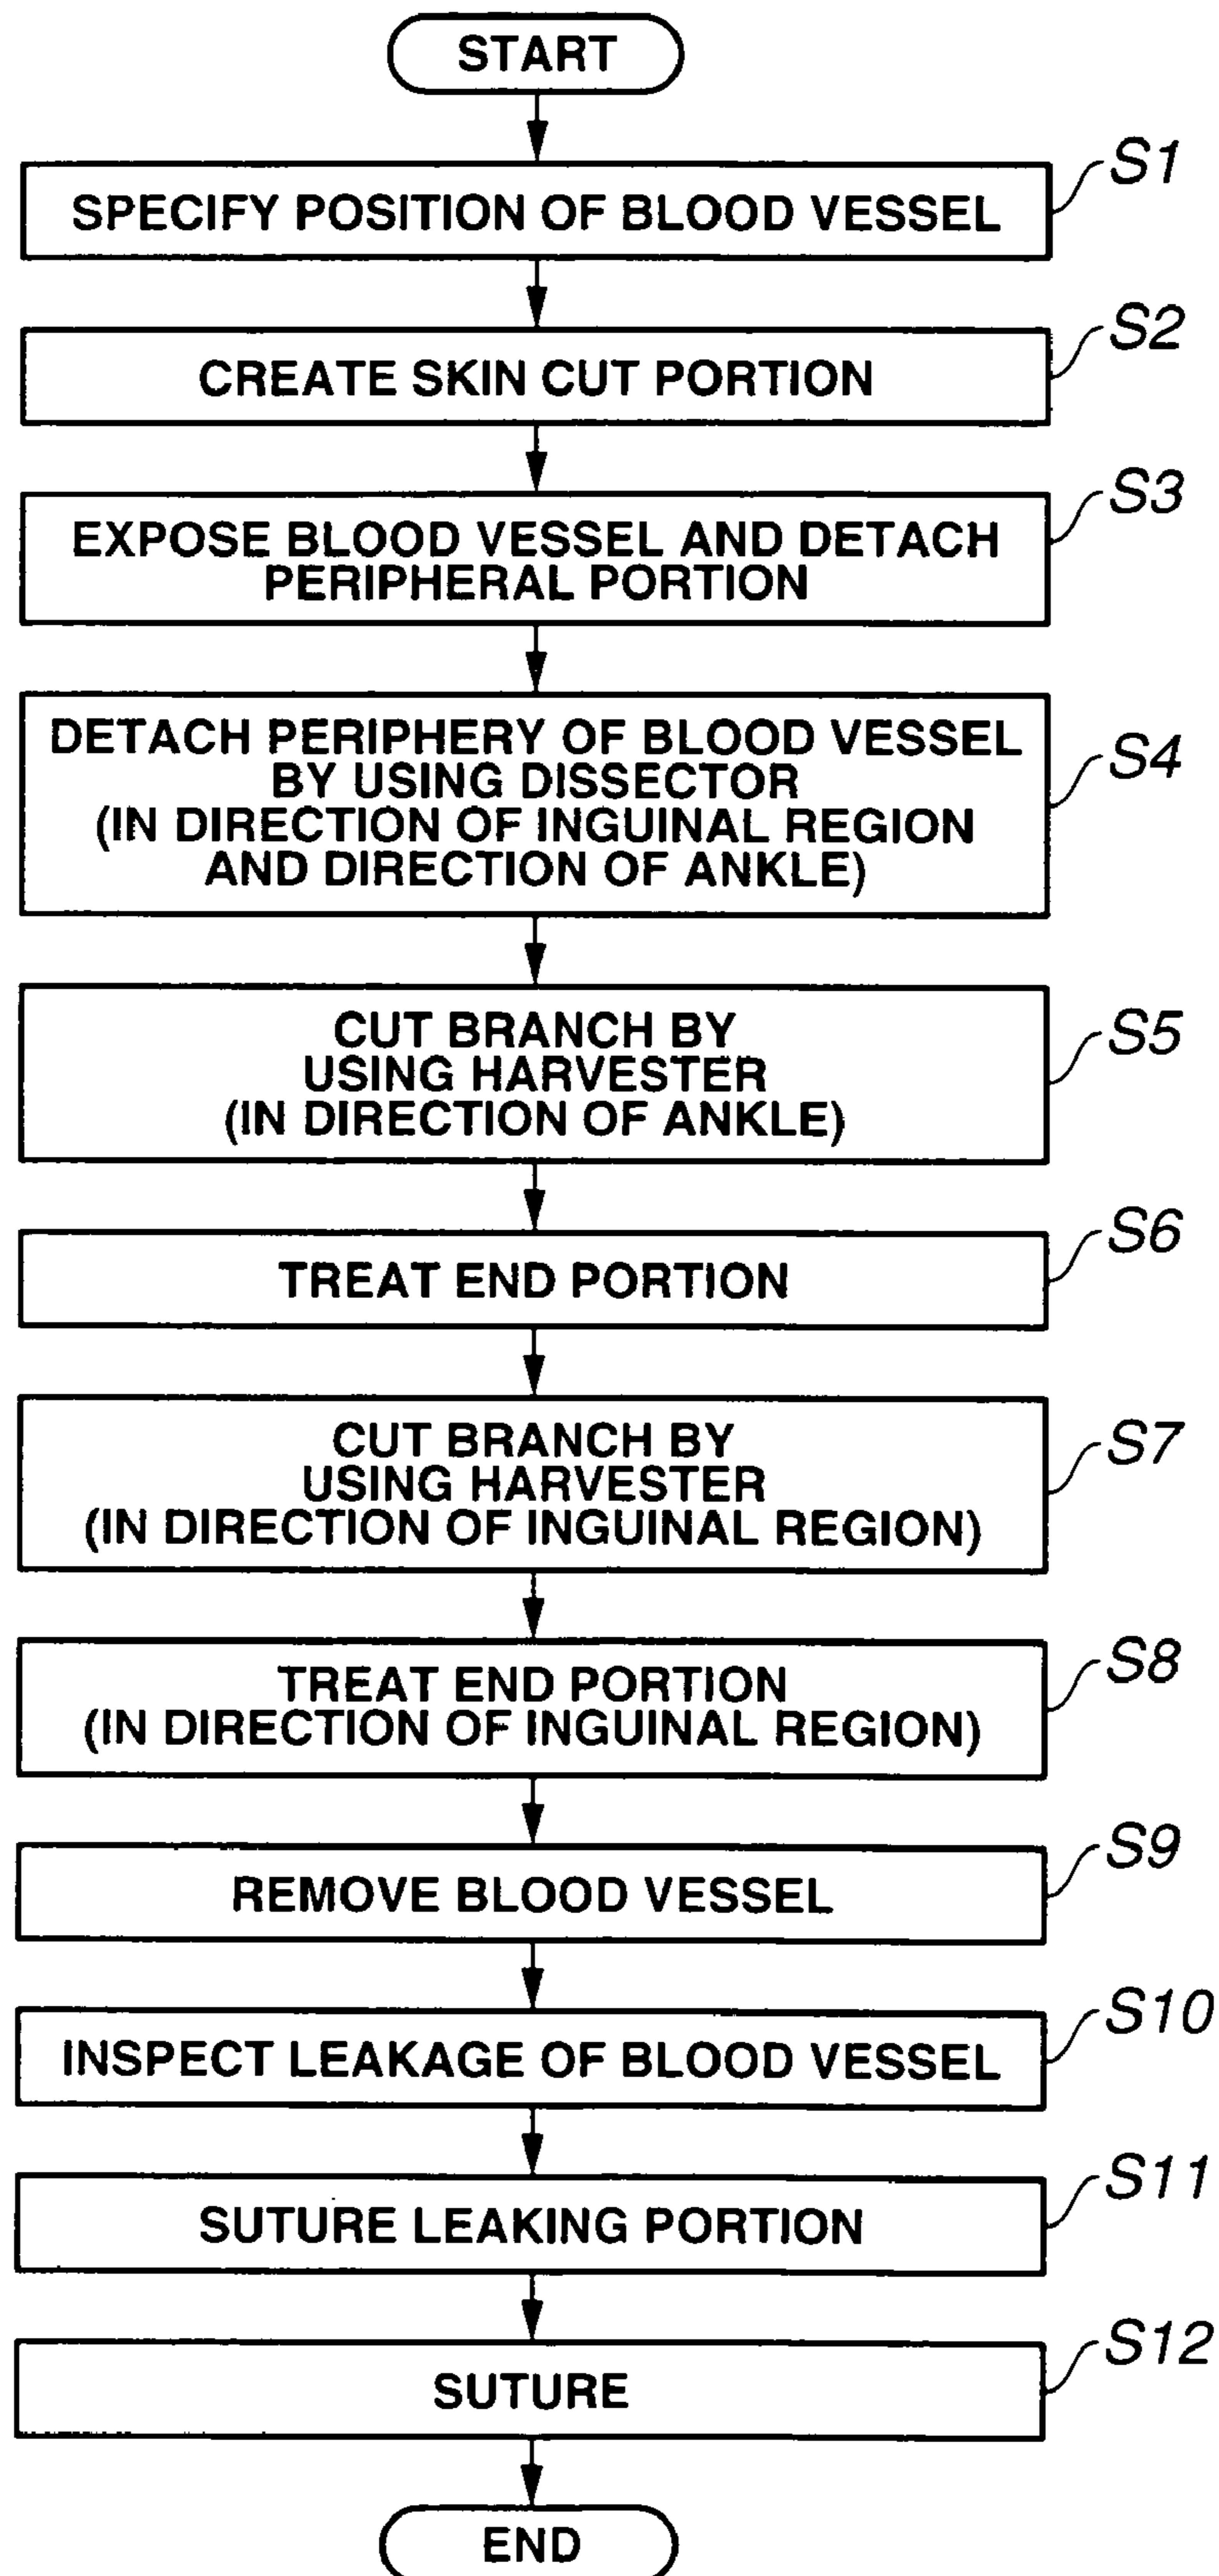 START
S1
SPECIFY POSITION OF BLOOD VESSEL
S2
CREATE SKIN CUT PORTION
S3
EXPOSE BLOOD VESSEL AND DETACH
PERIPHERAL PORTION
S4
DETACH PERIPHERY OF BLOOD VESSEL
BY USING DISSECTOR
(IN DIRECTION OF INGUINAL REGION
AND DIRECTION OF ANKLE)
S5
CUT BRANCH BY
USING HARVESTER
(IN DIRECTION OF ANKLE)
S6
TREAT END PORTION
S7
CUT BRANCH BY
USING HARVESTER
(IN DIRECTION OF INGUINAL REGION)
S8
TREAT END PORTION
(IN DIRECTION OF INGUINAL REGION)
S9
REMOVE BLOOD VESSEL
S10
INSPECT LEAKAGE OF BLOOD VESSEL
S11
SUTURE LEAKING PORTION
S12
SUTURE
END